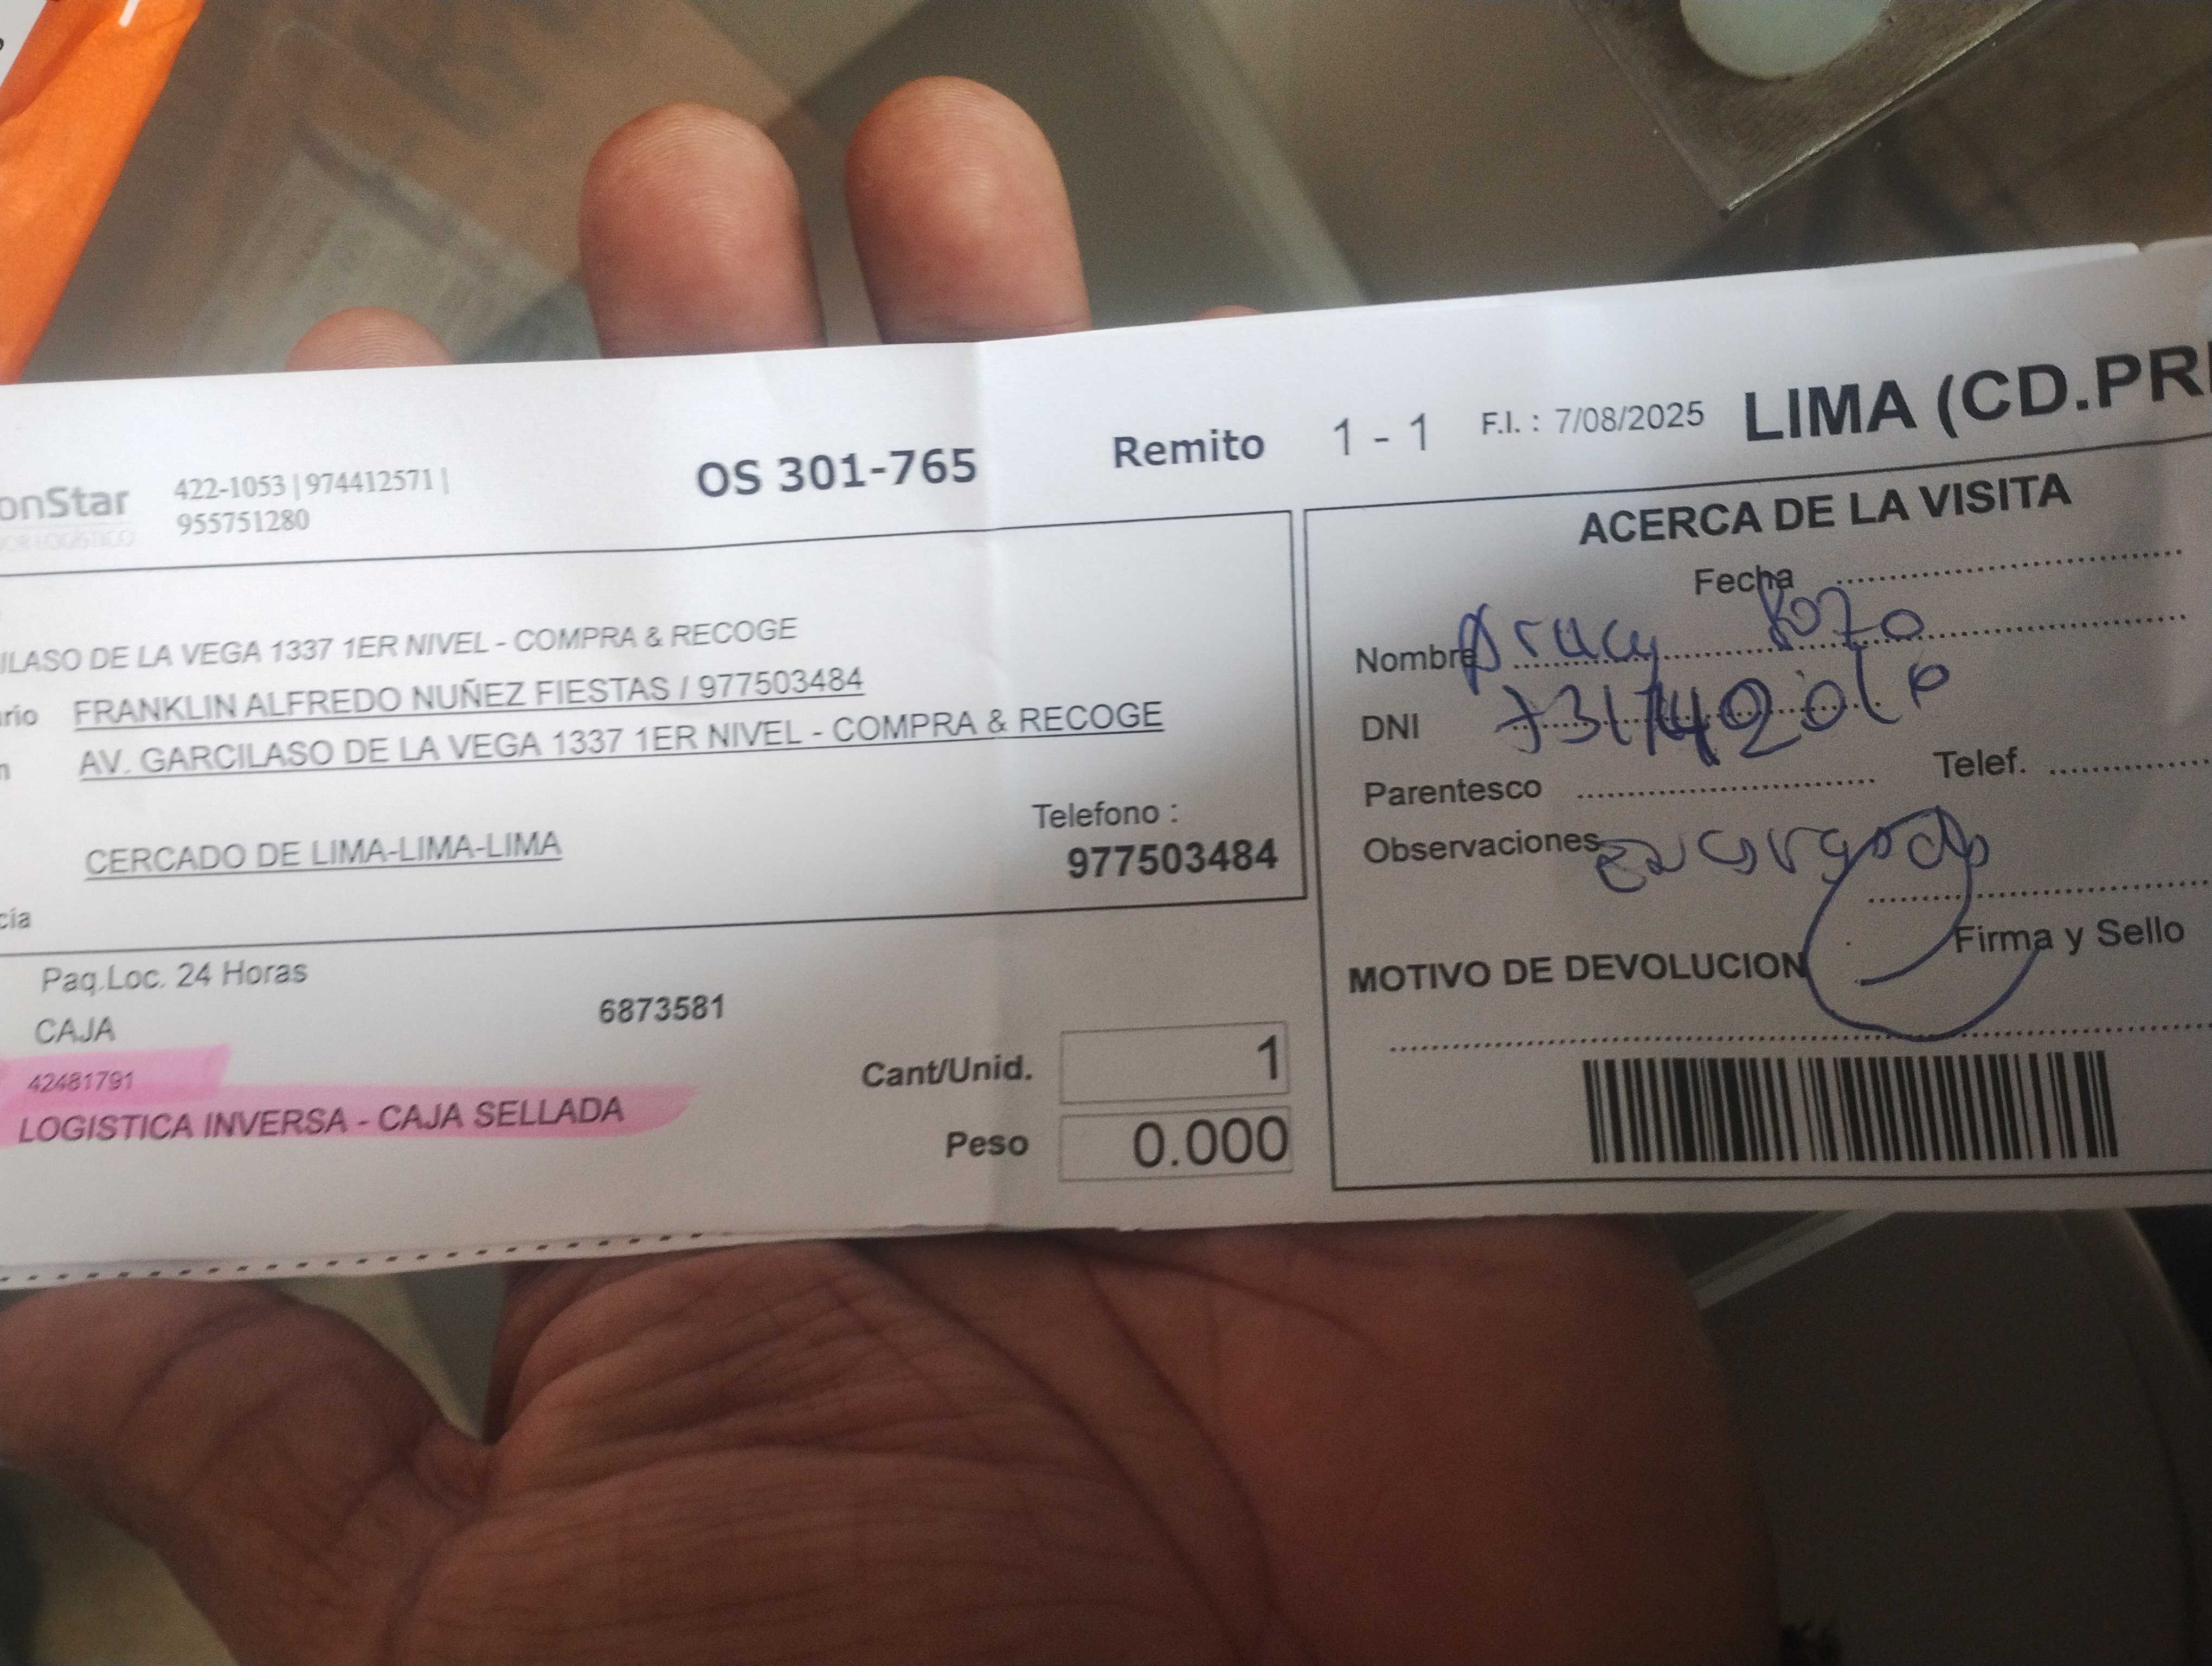 onStar
422-1053 | 974412571 |
955751280
OS 301-765
Remito 1 - 1
F.I. : 7/08/2025
LIMA (CD.PRI
ILASO DE LA VEGA 1337 1ER NIVEL - COMPRA & RECOGE
rio FRANKLIN ALFREDO NUÑEZ FIESTAS / 977503484
n AV. GARCILASO DE LA VEGA 1337 1ER NIVEL - COMPRA & RECOGE
CERCADO DE LIMA-LIMA-LIMA
Telefono :
977503484
cía
Paq.Loc. 24 Horas
CAJA
6873581
42481791
LOGISTICA INVERSA - CAJA SELLADA
Cant/Unid. 1
Peso 0.000
ACERCA DE LA VISITA
Fecha
Nombre
DNI
Parentesco Telef.
Observaciones encargado
Firma y Sello
MOTIVO DE DEVOLUCION